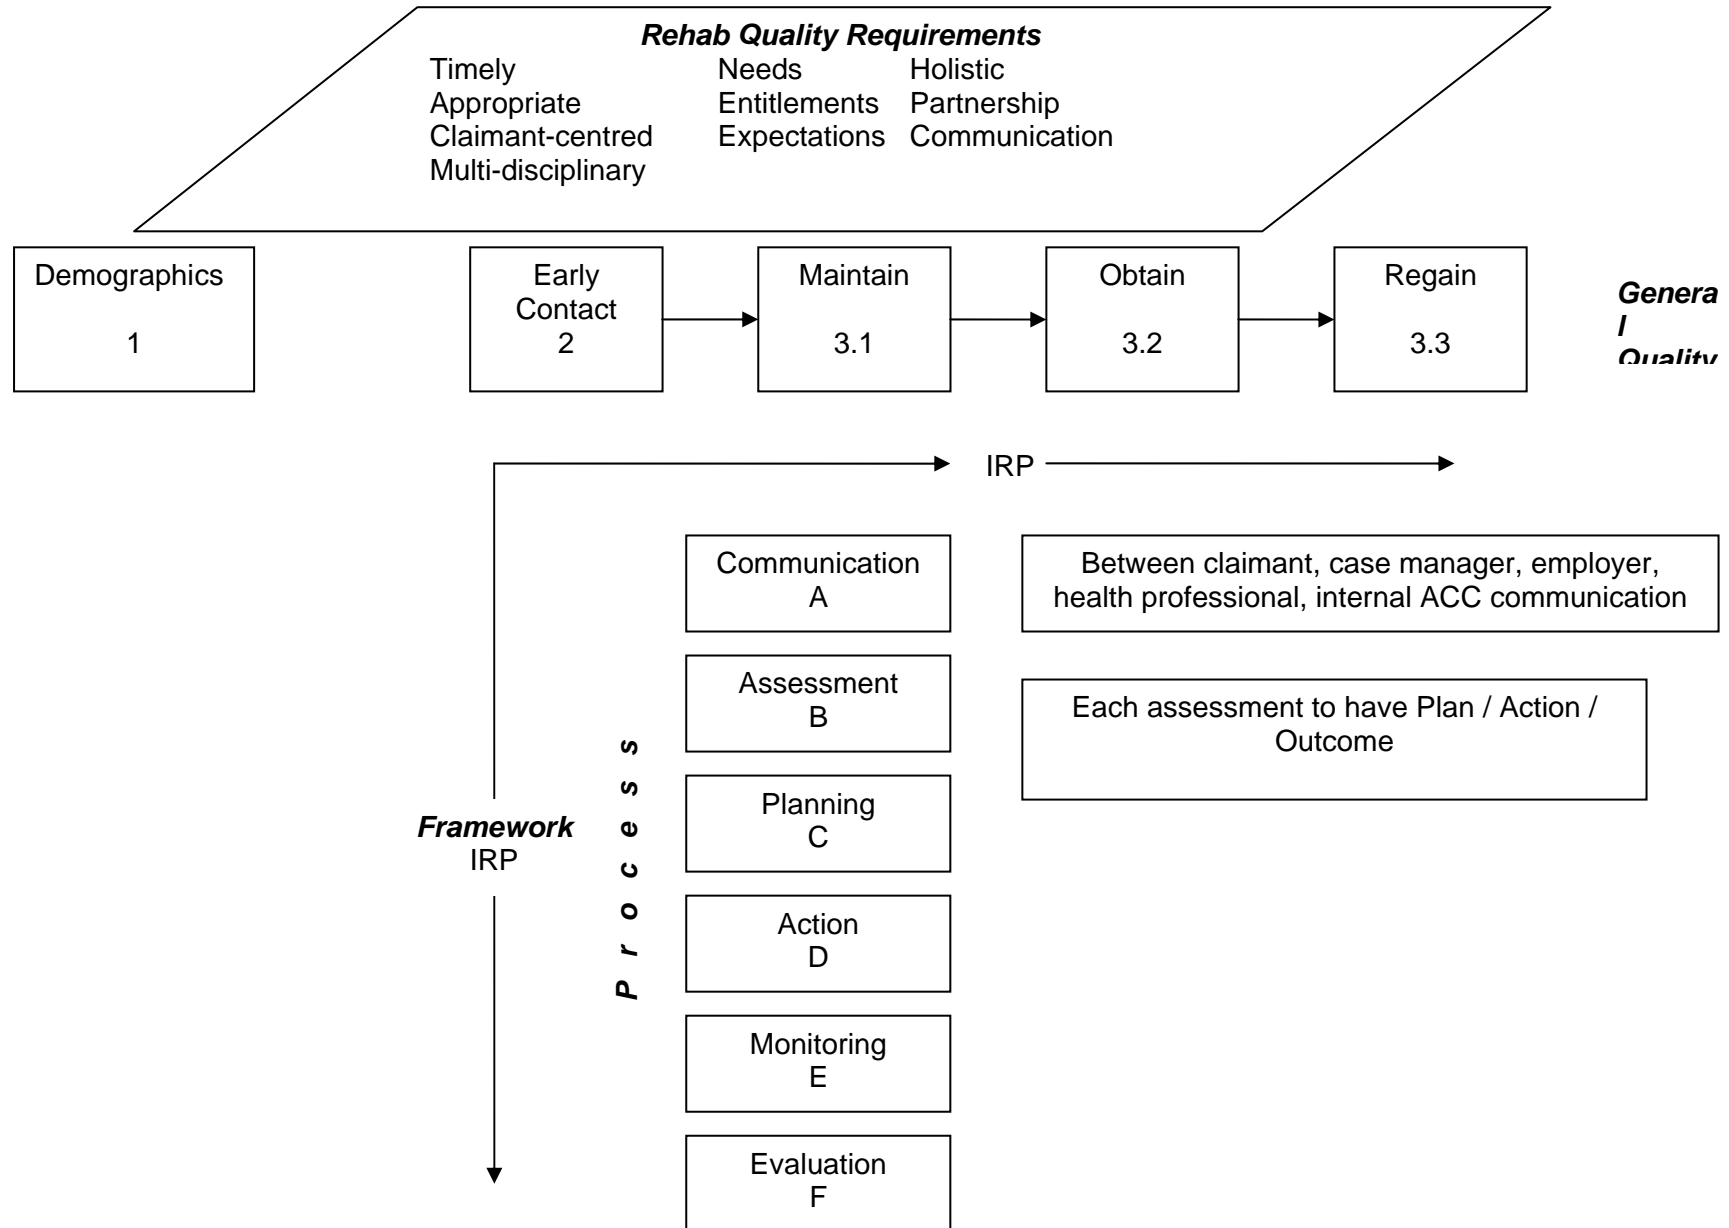 Rehab Quality Requirements
Timely Needs Holistic
Appropriate Entitlements Partnership
Claimant-centred Expectations Communication
Multi-disciplinary
Demographics
1
Early
Contact
2
Maintain
3.1
Obtain
3.2
Regain
3.3
Genera
l
Quality
IRP
Communication
A
Between claimant, case manager, employer,
health professional, internal ACC communication
Assessment
B
Each assessment to have Plan / Action /
Outcome
Framework
IRP
Process
Planning
C
Action
D
Monitoring
E
Evaluation
F